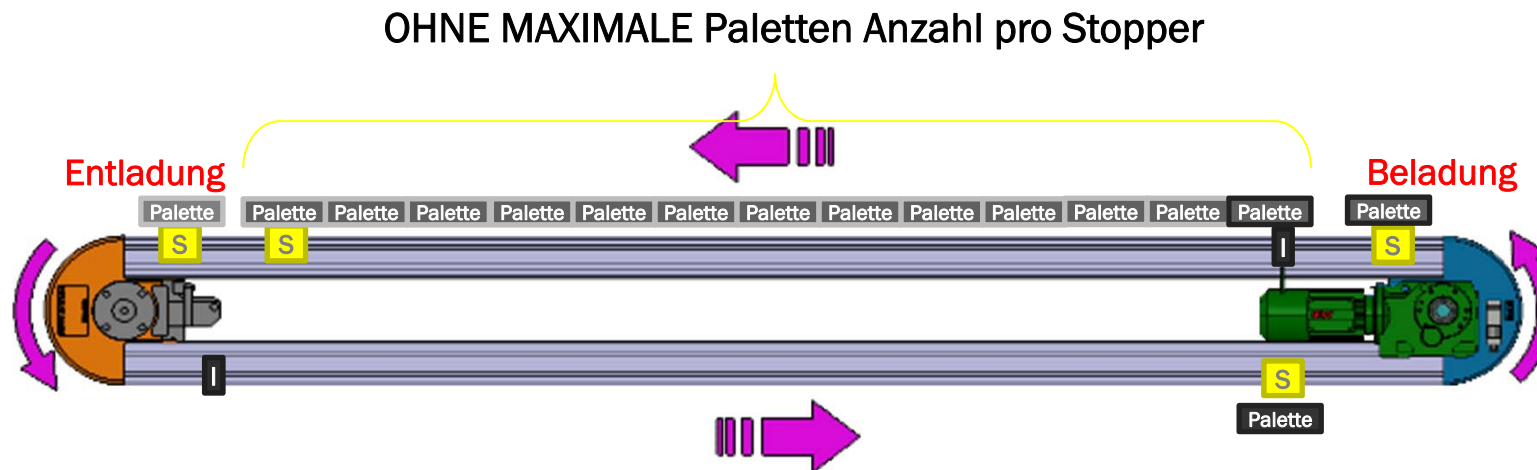 OHNE MAXIMALE Paletten Anzahl pro Stopper
Entladung
Beladung
Palette Palette Palette Palette Palette Palette Palette Palette Palette Palette Palette Palette Palette Palette Palette
S S I S
I S
Palette